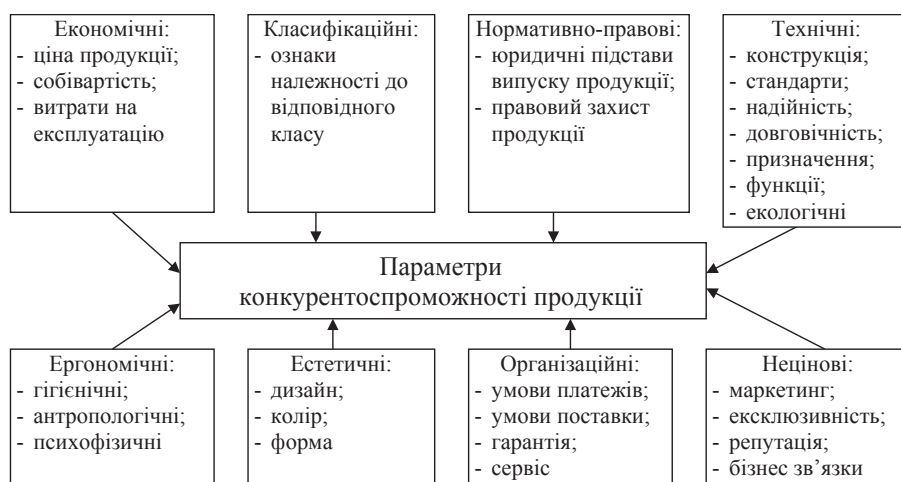 Економічні:
- ціна продукції;
- собівартість;
- витрати на
експлуатацію
Класифікаційні:
- ознаки
належності до
відповідного
класу
Нормативно-правові:
- юридичні підстави
випуску продукції;
- правовий захист
продукції
Технічні:
- конструкція;
- стандарти;
- надійність;
- довговічність;
- призначення;
- функції;
- екологічні
Параметри
конкурентоспроможності продукції
Ергономічні:
- гігієнічні;
- антропологічні;
- психофізичні
Естетичні:
- дизайн;
- колір;
- форма
Організаційні:
- умови платежів;
- умови поставки;
- гарантія;
- сервіс
Нецінові:
- маркетинг;
- ексклюзивність;
- репутація;
- бізнес зв’язки